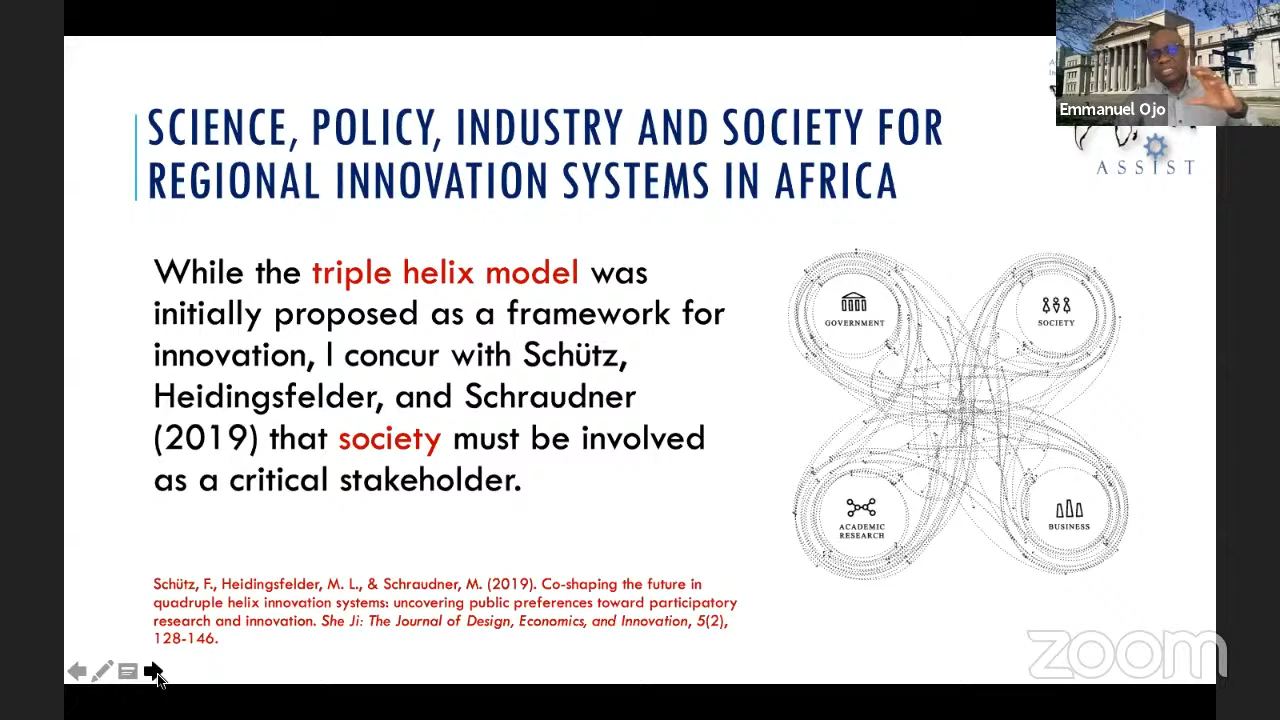 Emmanuel Ojo
ASSIST
SCIENCE, POLICY, INDUSTRY AND SOCIETY FOR
REGIONAL INNOVATION SYSTEMS IN AFRICA
While the triple helix model was
initially proposed as a framework for
innovation, I concur with Schütz,
Heidingsfelder, and Schraudner
(2019) that society must be involved
as a critical stakeholder.
GOVERNMENT
SOCIETY
ACADEMIC
RESEARCH
BUSINESS
Schütz, F., Heidingsfelder, M. L., & Schraudner, M. (2019). Co-shaping the future in
quadruple helix innovation systems: uncovering public preferences toward participatory
research and innovation. She Ji: The Journal of Design, Economics, and Innovation, 5(2),
128-146.
zoom